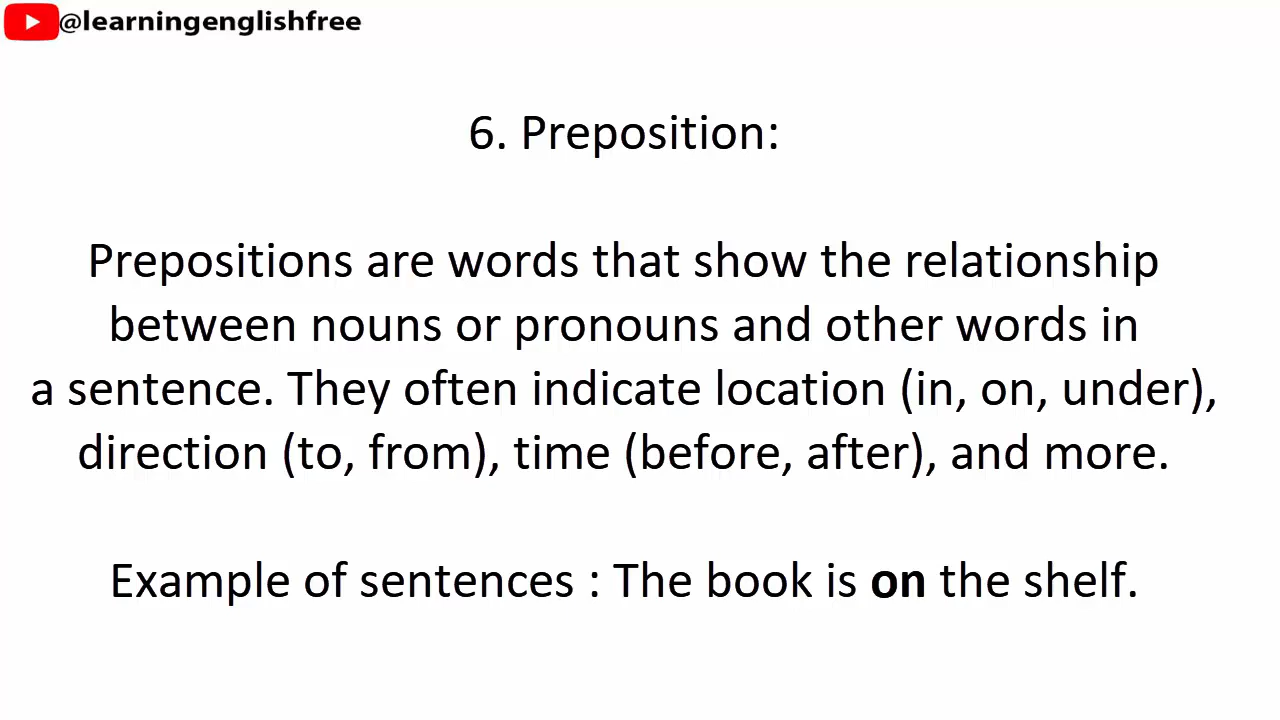 @learningenglishfree
6. Preposition:
Prepositions are words that show the relationship
between nouns or pronouns and other words in
a sentence. They often indicate location (in, on, under),
direction (to, from), time (before, after), and more.
Example of sentences : The book is on the shelf.